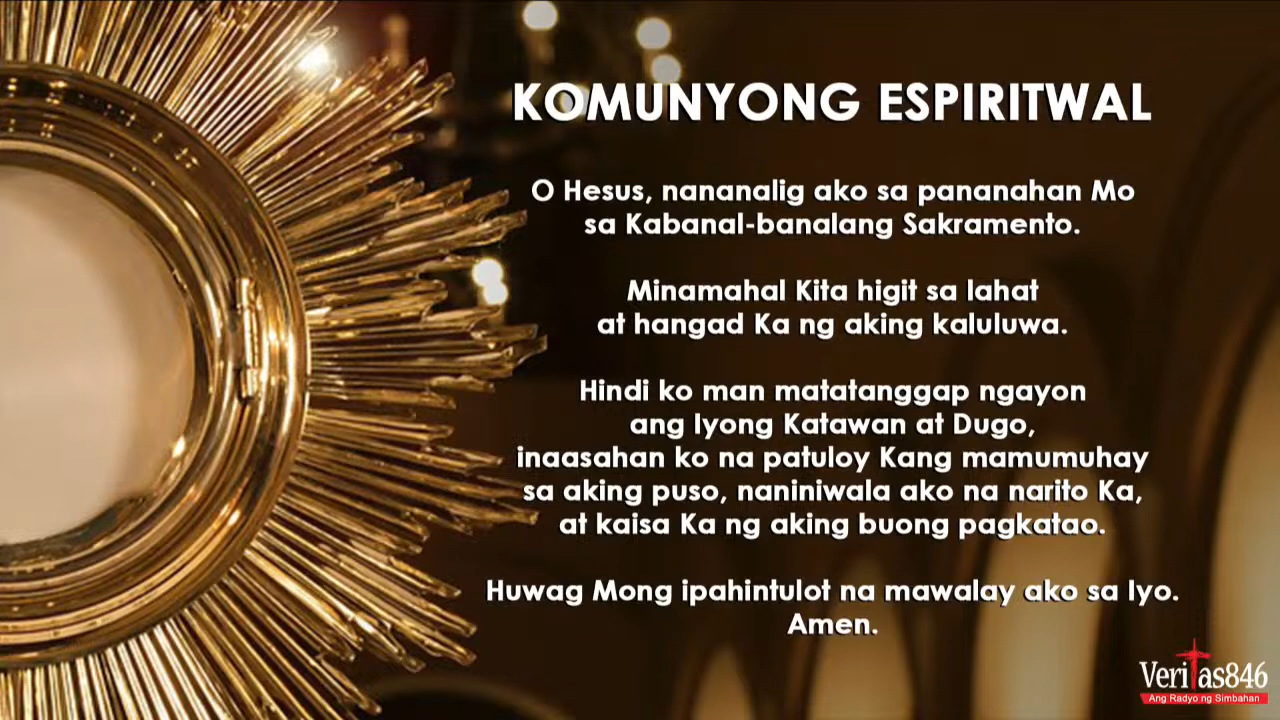 KOMUNYONG ESPIRITWAL
O Hesus, nananalig ako sa pananahan Mo
sa Kabanal-banalang Sakramento.
Minamahal Kita higit sa lahat
at hangad Ka ng aking kaluluwa.
Hindi ko man matatanggap ngayon
ang Iyong Katawan at Dugo,
inaasahan ko na patuloy Kang mamumuhay
sa aking puso, naniniwala ako na narito Ka,
at kaisa Ka ng aking buong pagkatao.
Huwag Mong ipahintulot na mawalay ako sa Iyo.
Amen.
Veritas846
Ang Radyo ng Simbahan